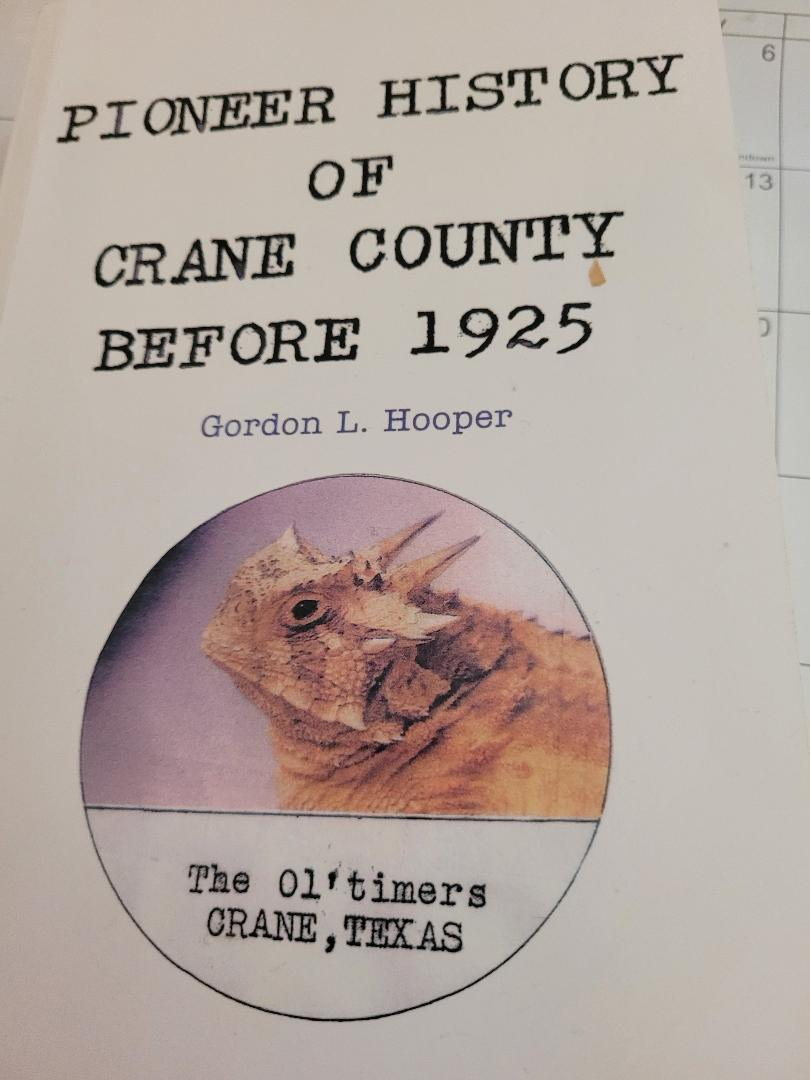 PIONEER HISTORY
OF
CRANE COUNTY
BEFORE 1925
Gordon L. Hooper
The Ol'timers
CRANE,TEXAS
6
13